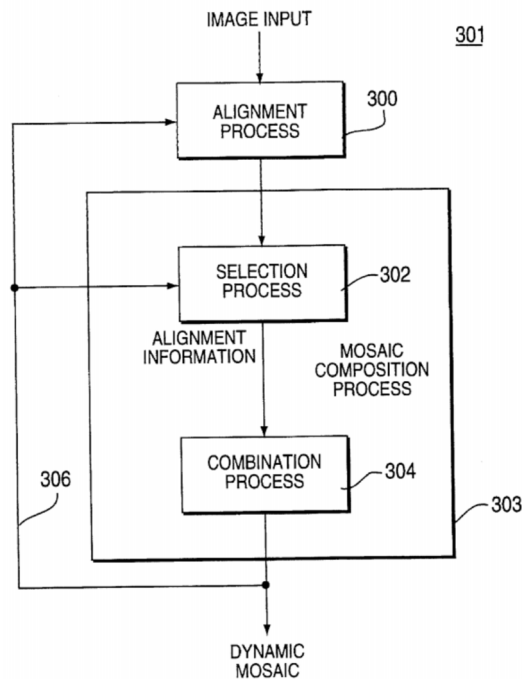 IMAGE INPUT
301
ALIGNMENT
PROCESS
300
SELECTION
PROCESS
302
ALIGNMENT
INFORMATION
MOSAIC
COMPOSITION
PROCESS
COMBINATION
PROCESS
304
306
303
DYNAMIC
MOSAIC